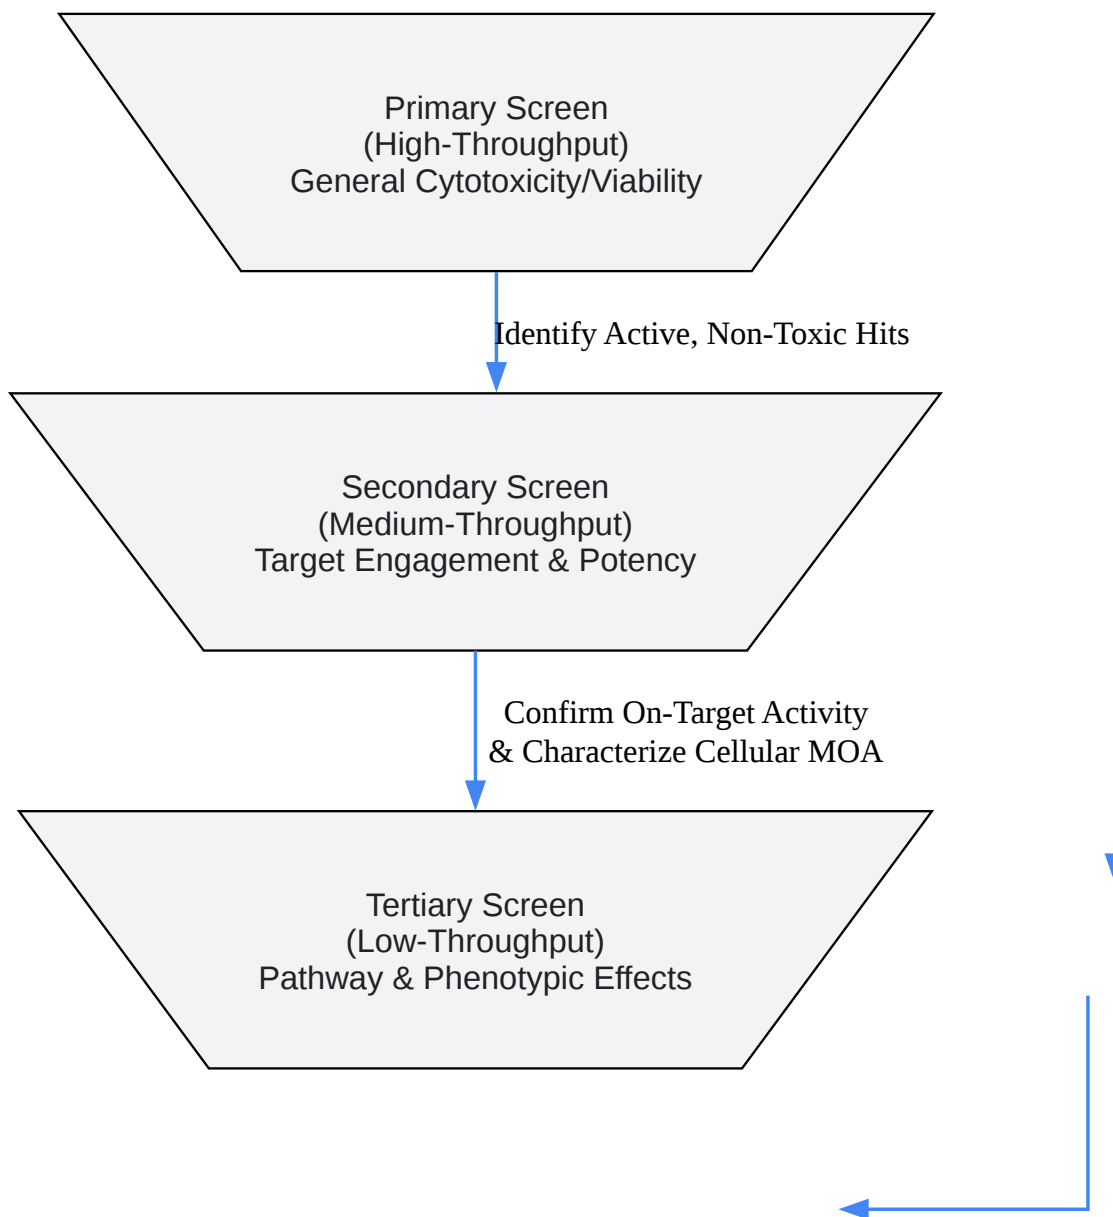 Primary Screen
(High-Throughput)
General Cytotoxicity/Viability
Identify Active, Non-Toxic Hits
Secondary Screen
(Medium-Throughput)
Target Engagement & Potency
Confirm On-Target Activity
& Characterize Cellular MOA
Tertiary Screen
(Low-Throughput)
Pathway & Phenotypic Effects